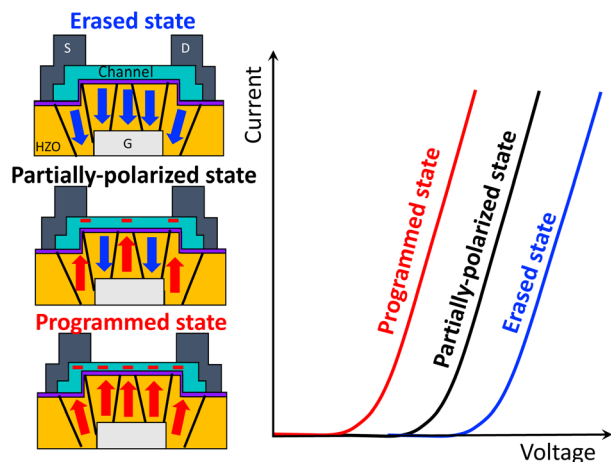 Erased state
S
D
Channel
HZO
G
Partially-polarized state
Programmed state
Current
Programmed state
Partially-polarized state
Erased state
Voltage